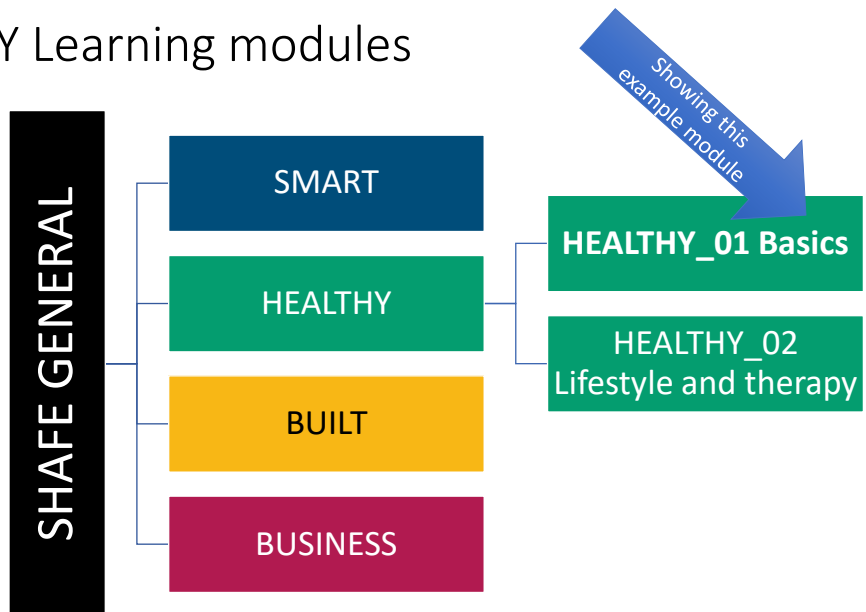 Y Learning modules
Showing this
example module
SHAFE GENERAL
SMART
HEALTHY
BUILT
BUSINESS
HEALTHY_01 Basics
HEALTHY_02
Lifestyle and therapy